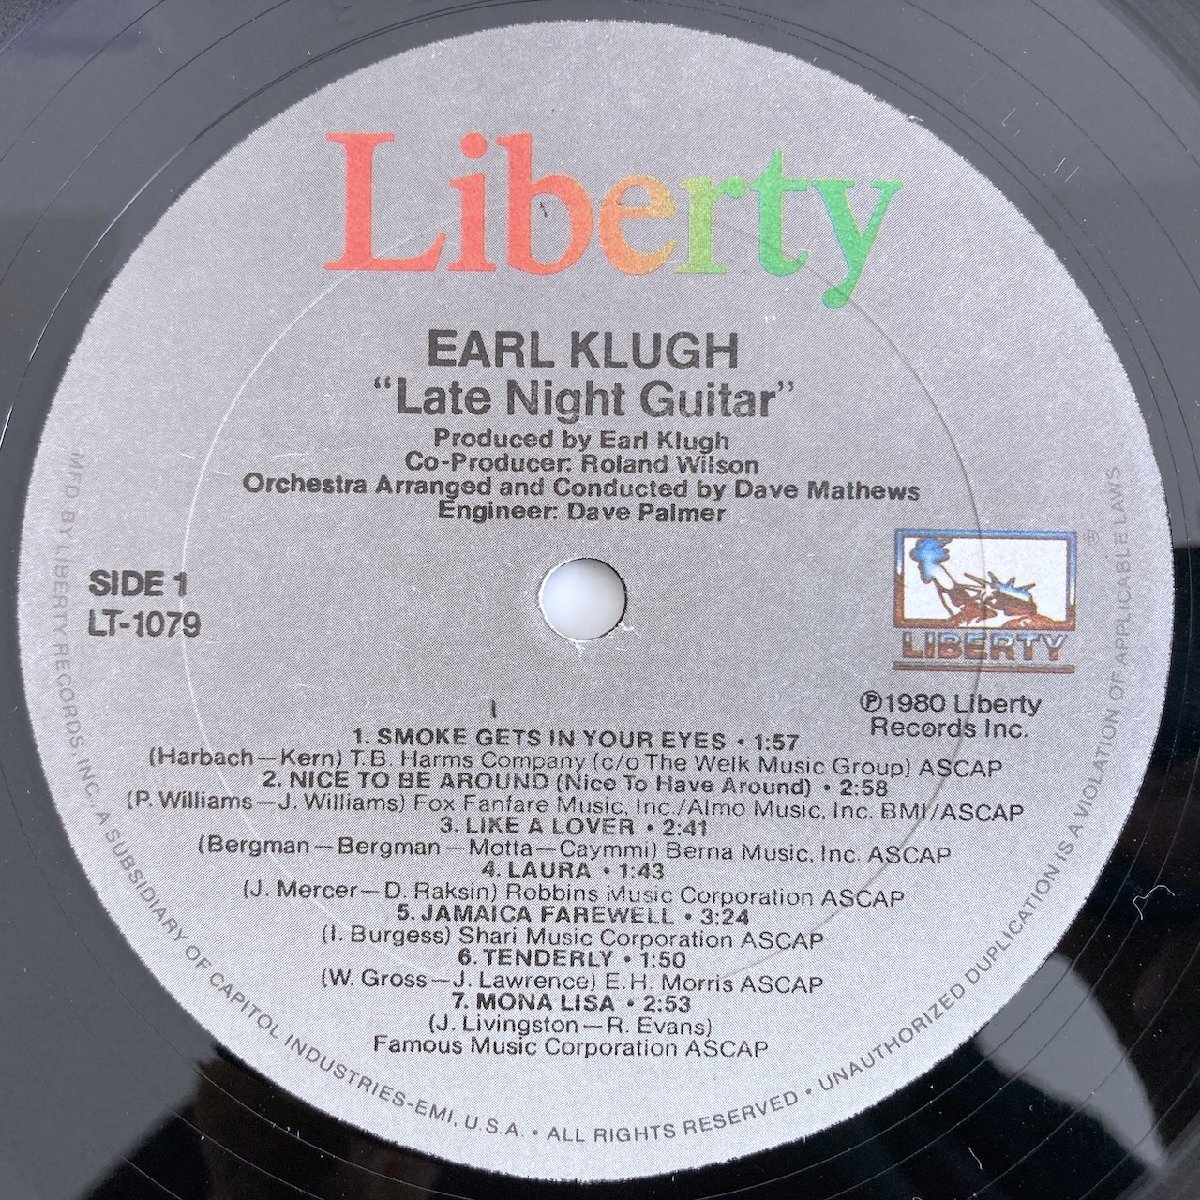 Liberty
EARL KLUGH
“Late Night Guitar”
Produced by Earl Klugh
Co-Producer: Roland Wilson
Orchestra Arranged and Conducted by Dave Mathews
Engineer: Dave Palmer
SIDE 1
LT-1079
®
LIBERTY
℗1980 Liberty
Records Inc.
1. SMOKE GETS IN YOUR EYES • 1:57
(Harbach—Kern) T.B. Harms Company (c/o The Welk Music Group) ASCAP
2. NICE TO BE AROUND (Nice To Have Around) • 2:58
(P. Williams—J. Williams) Fox Fanfare Music, Inc./Almo Music, Inc. BMI/ASCAP
3. LIKE A LOVER • 2:41
(Bergman—Bergman—Motta—Caymmi) Berna Music, Inc. ASCAP
4. LAURA • 1:43
(J. Mercer—D. Raksin) Robbins Music Corporation ASCAP
5. JAMAICA FAREWELL • 3:24
(I. Burgess) Shari Music Corporation ASCAP
6. TENDERLY • 1:50
(W. Gross—J. Lawrence) E.H. Morris ASCAP
7. MONA LISA • 2:53
(J. Livingston—R. Evans)
Famous Music Corporation ASCAP
MFD BY LIBERTY RECORDS INC., A SUBSIDIARY OF CAPITOL INDUSTRIES-EMI, U.S.A. • ALL RIGHTS RESERVED • UNAUTHORIZED DUPLICATION IS A VIOLATION OF APPLICABLE LAWS